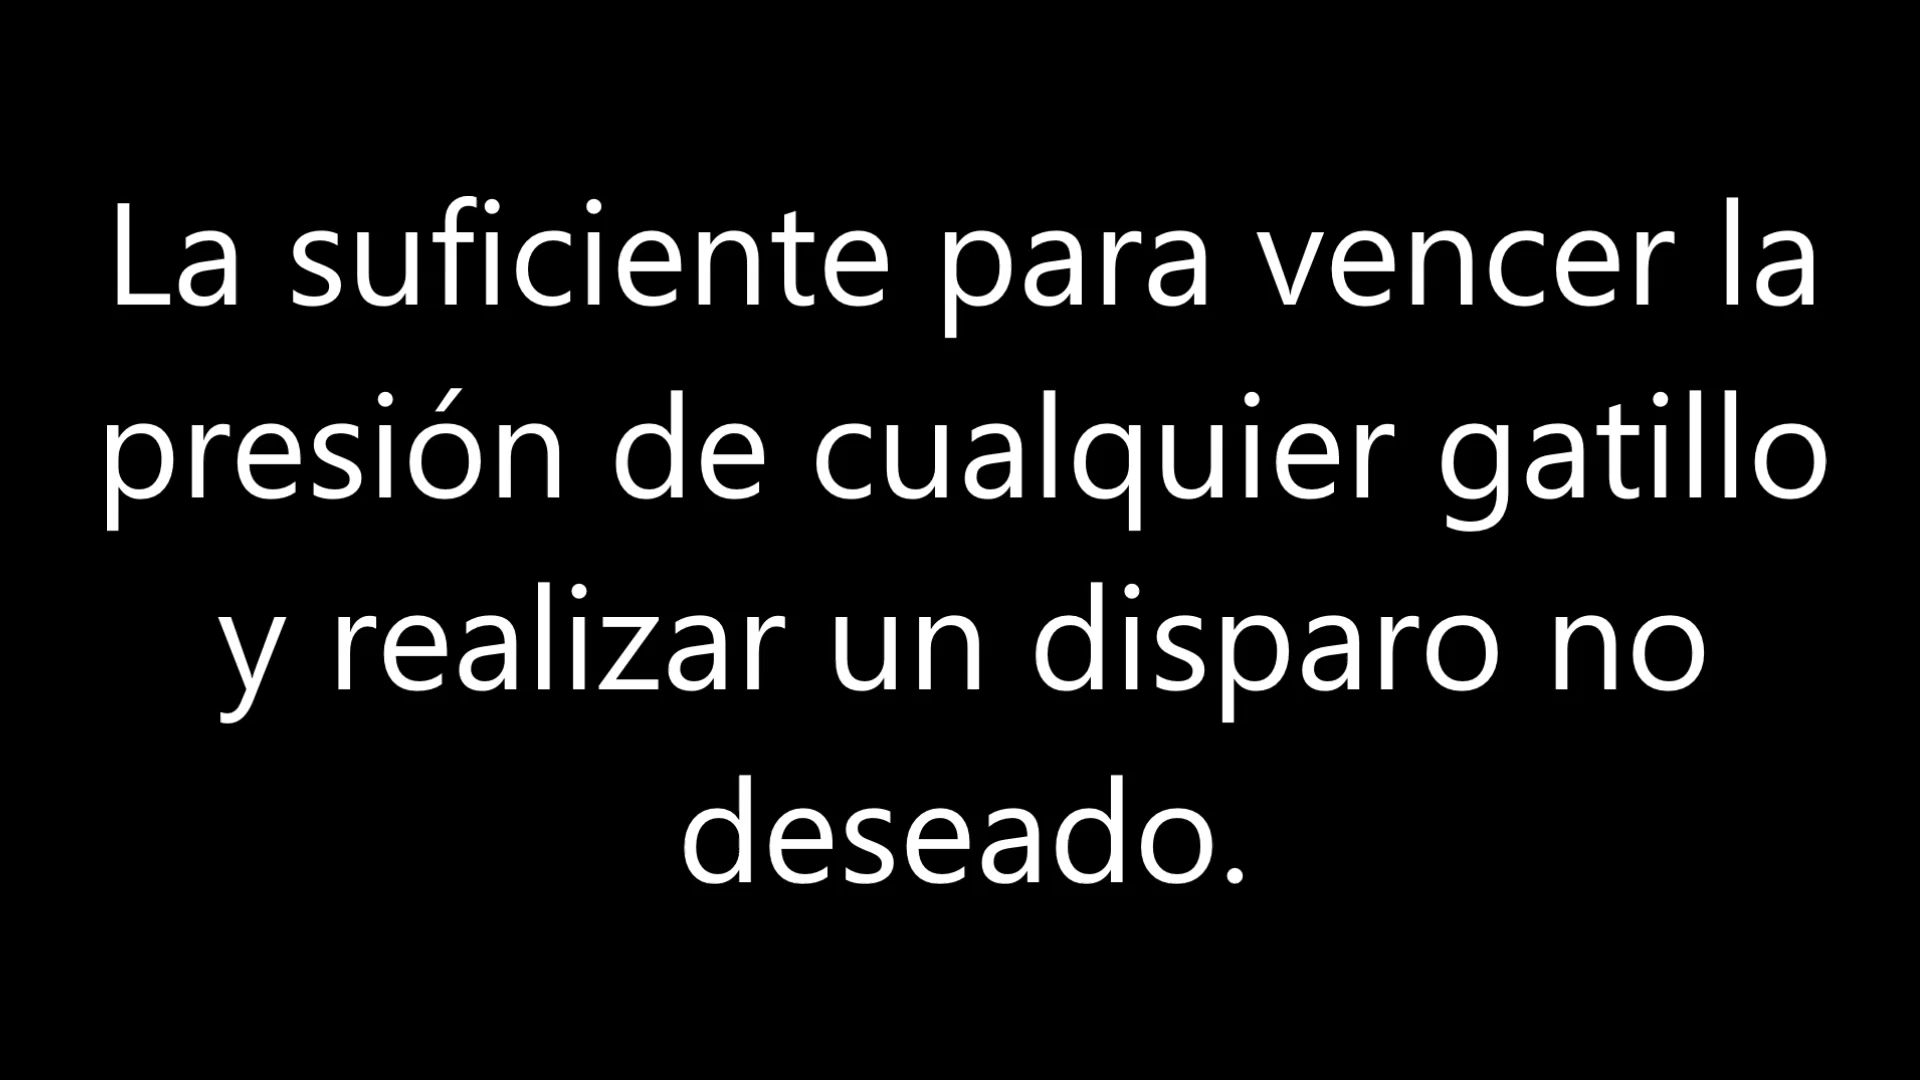 La suficiente para vencer la
presión de cualquier gatillo
y realizar un disparo no
deseado.